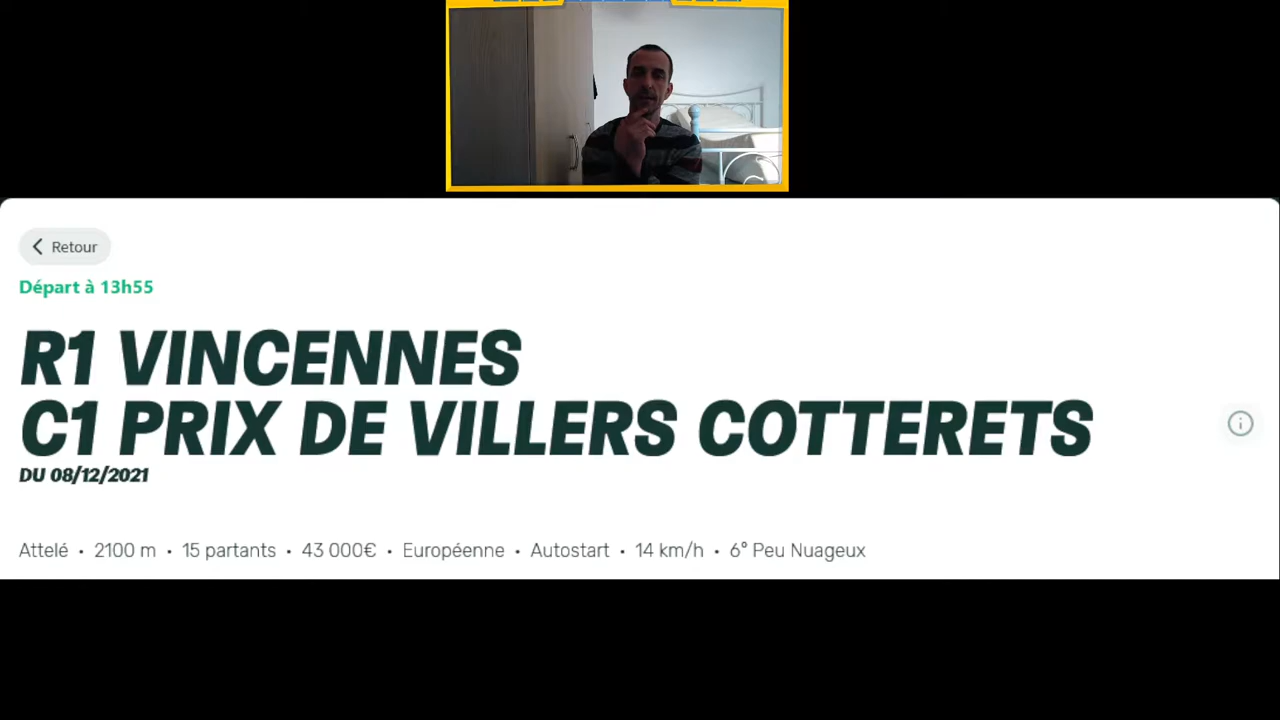 Retour
Départ à 13h55
R1 VINCENNES
C1 PRIX DE VILLERS COTTERETS
DU 08/12/2021
Attelé • 2100 m • 15 partants • 43 000€ • Européenne • Autostart • 14 km/h • 6° Peu Nuageux